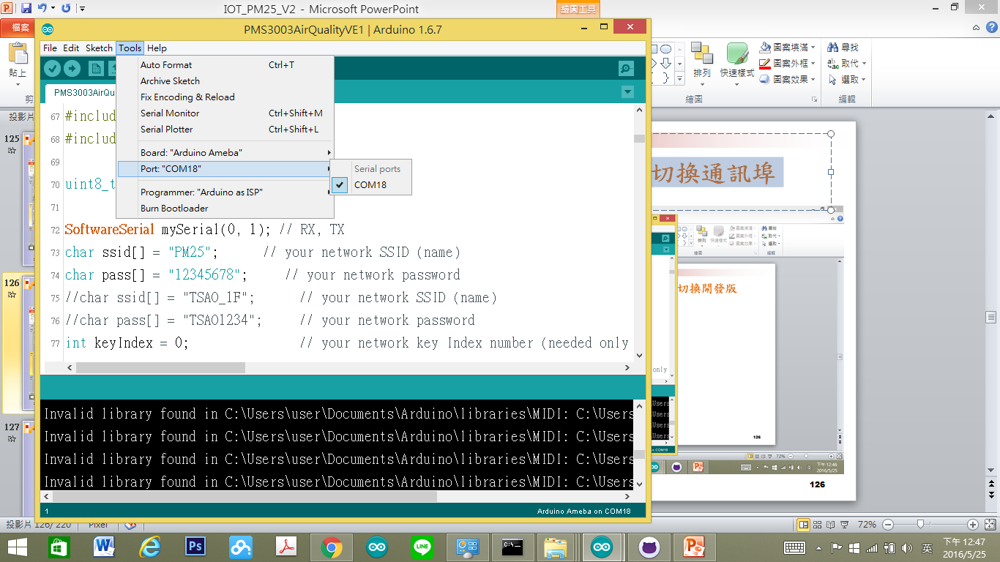 IOT_PM25_V2 - Microsoft PowerPoint
繪圖工具
檔案
貼上
投影片
PMS3003AirQualityVE1 | Arduino 1.6.7
File Edit Sketch Tools Help
PMS3003AirQu
Auto Format Ctrl+T
Archive Sketch
Fix Encoding & Reload
Serial Monitor Ctrl+Shift+M
Serial Plotter Ctrl+Shift+L
Board: "Arduino Ameba"
Port: "COM18"
Programmer: "Arduino as ISP"
Burn Bootloader
Serial ports
COM18
67 #includ
68 #includ
69
70 uint8_t
71
72 SoftwareSerial mySerial(0, 1); // RX, TX
73 char ssid[] = "PM25"; // your network SSID (name)
74 char pass[] = "12345678"; // your network password
75 //char ssid[] = "TSAO_1F"; // your network SSID (name)
76 //char pass[] = "TSAO1234"; // your network password
77 int keyIndex = 0; // your network key Index number (needed only
Invalid library found in C:\Users\user\Documents\Arduino\libraries\MIDI: C:\Users
Invalid library found in C:\Users\user\Documents\Arduino\libraries\MIDI: C:\Users
Invalid library found in C:\Users\user\Documents\Arduino\libraries\MIDI: C:\Users
Invalid library found in C:\Users\user\Documents\Arduino\libraries\MIDI: C:\Users
1 Arduino Ameba on COM18
排列
快速樣式
圖案填滿
圖案外框
圖案效果
繪圖
尋找
取代
選取
編輯
125
126
127
切換通訊埠
切換開發版
only
126
72%
下午 12:46
2016/5/25
126
投影片 126/ 220 Pixel
72%
英
下午 12:47
2016/5/25